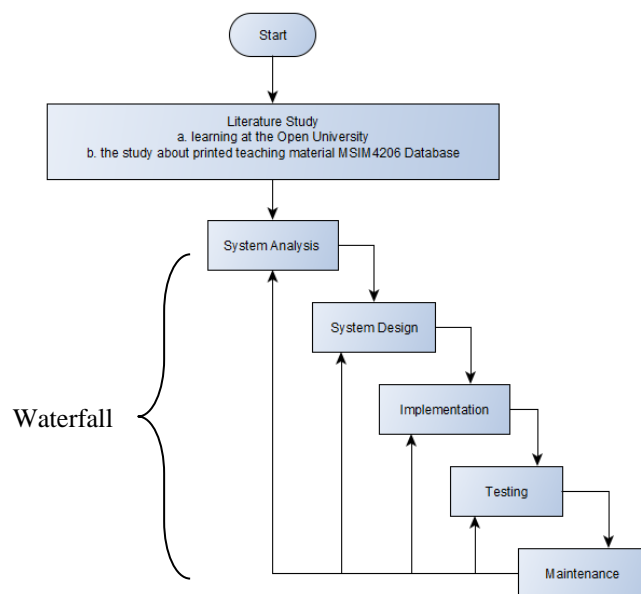 Start
Literature Study
a. learning at the Open University
b. the study about printed teaching material MSIM4206 Database
System Analysis
System Design
Waterfall
Implementation
Testing
Maintenance